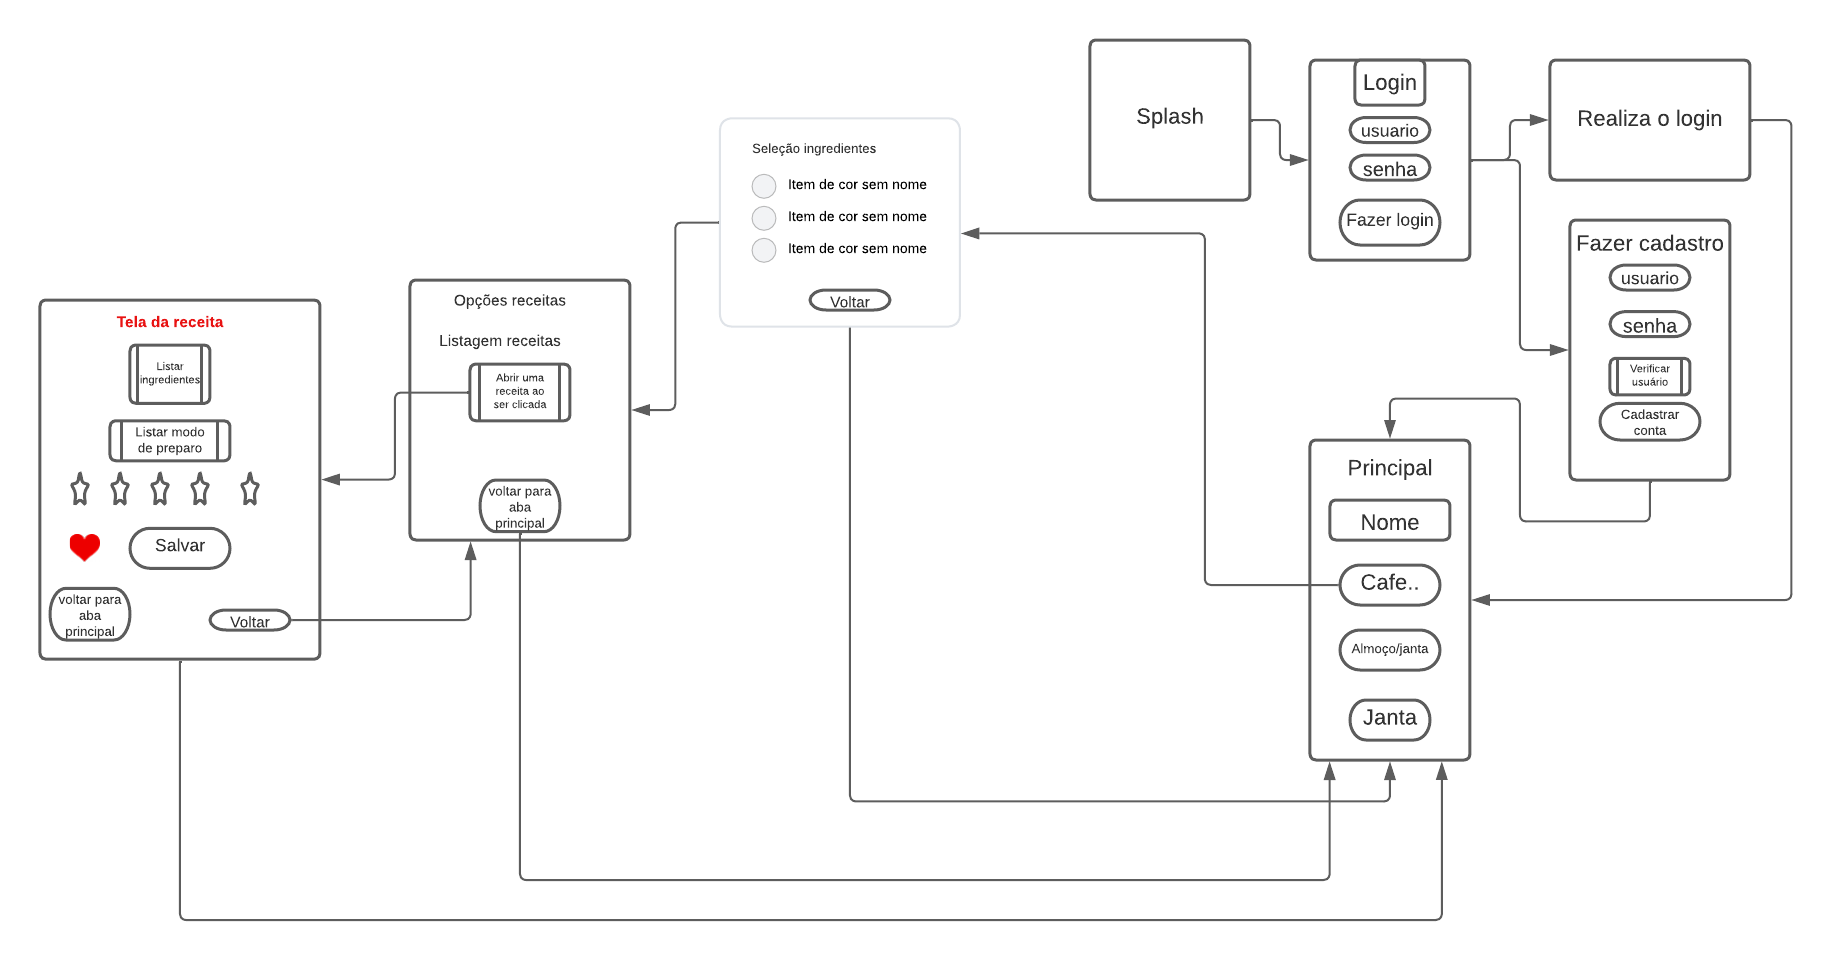 Splash
Login
usuario
senha
Fazer login
Realiza o login
Fazer cadastro
usuario
senha
Verificar
usuário
Cadastrar
conta
Seleção ingredientes
Item de cor sem nome
Item de cor sem nome
Item de cor sem nome
Voltar
Opções receitas
Listagem receitas
Abrir uma
receita ao
ser clicada
voltar para
aba
principal
Tela da receita
Listar
ingredientes
Listar modo
de preparo
Salvar
voltar para
aba
principal
Voltar
Principal
Nome
Cafe..
Almoço/janta
Janta